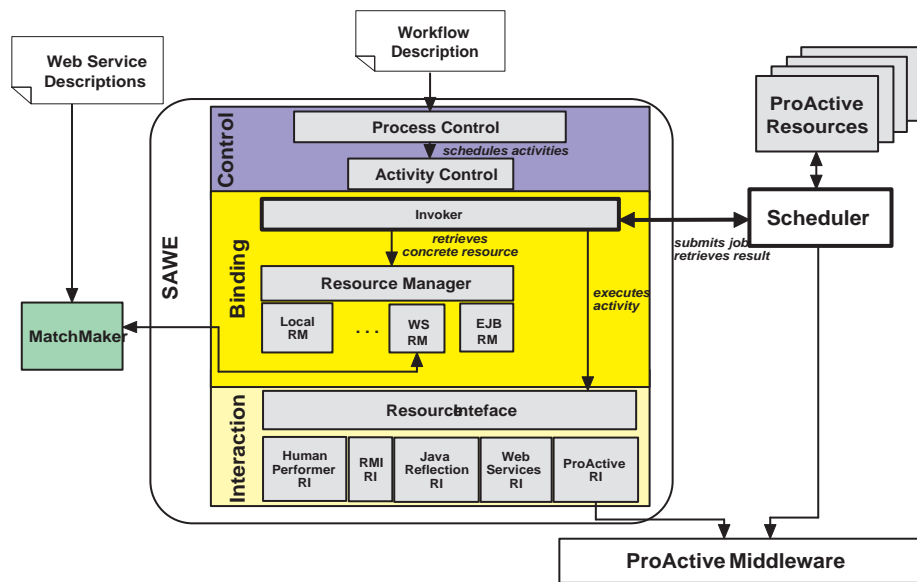 Workflow
Description
Web Service
Descriptions
ProActive
Resources
Control
Process Control
schedules activities
Activity Control
SAWE
Binding
Invoker
Scheduler
submits job
retrieves result
retrieves
concrete resource
Resource Manager
executes
activity
Local
RM
. . .
WS
RM
EJB
RM
MatchMaker
Interaction
Resource Inteface
Human
Performer
RI
RMI
RI
Java
Reflection
RI
Web
Services
RI
ProActive
RI
ProActive Middleware